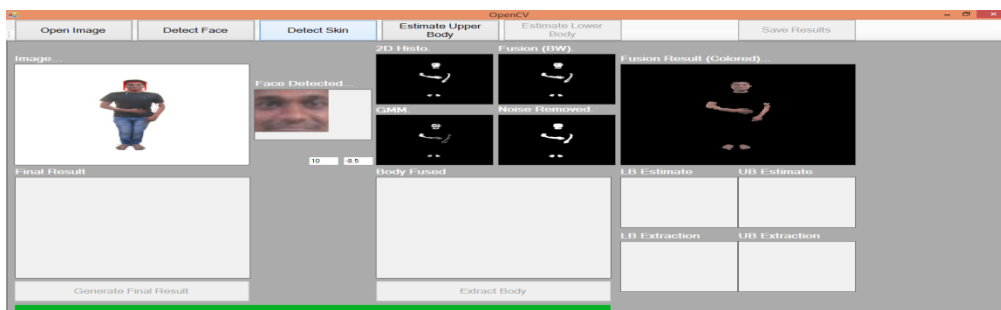 OpenCV
Open Image
Detect Face
Detect Skin
Estimate Upper
Body
Estimate Lower
Body
Save Results
Image...
Face Detected...
2D Histo.
Fusion (BW).
Fusion Result (Colored)...
GMM.
Noise Removed.
10
-8.5
Final Result
Body Fused
LB Estimate
UB Estimate
LB Extraction
UB Extraction
Generate Final Result
Extract Body